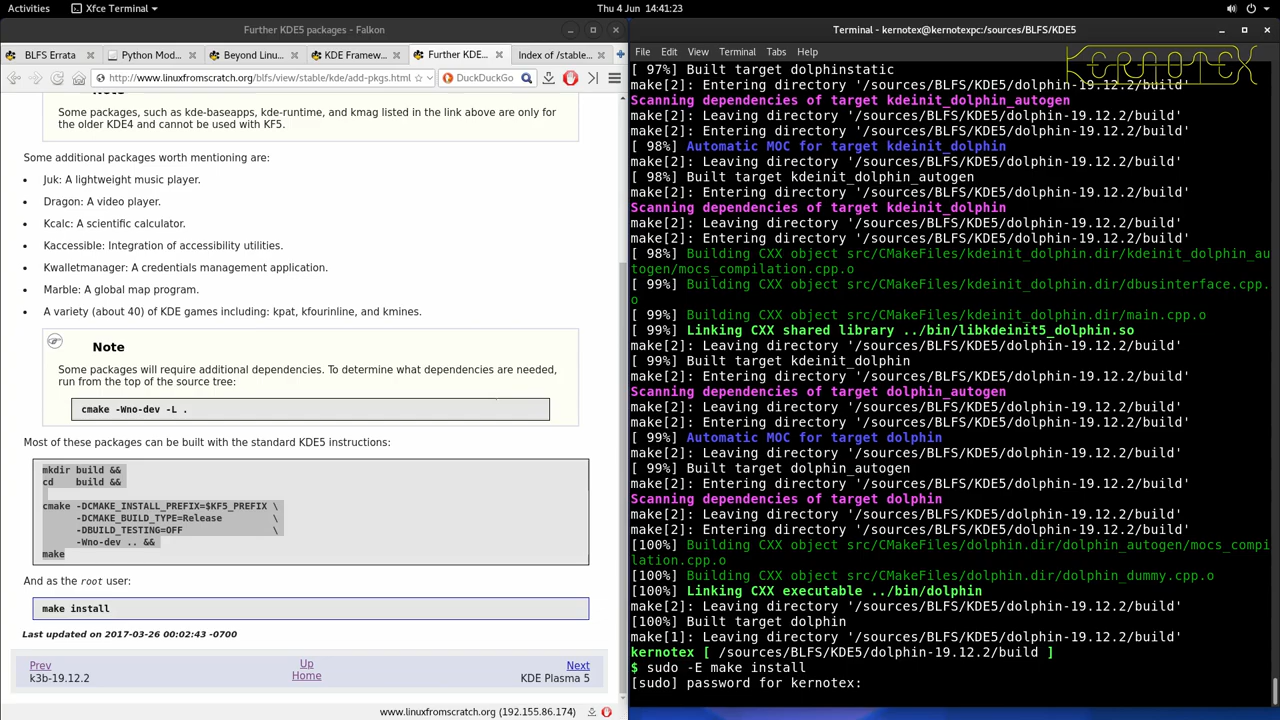 Activities
Xfce Terminal
Thu 4 Jun 14:41:23
Further KDE5 packages - Falkon
BLFS Errata
Python Mod...
Beyond Linu...
KDE Framew...
Further KDE...
Index of /stable...
http://www.linuxfromscratch.org/blfs/view/stable/kde/add-pkgs.html
DuckDuckGo
Note
Some packages, such as kde-baseapps, kde-runtime, and kmag listed in the link above are only for
the older KDE4 and cannot be used with KF5.
Some additional packages worth mentioning are:
Juk: A lightweight music player.
Dragon: A video player.
Kcalc: A scientific calculator.
Kaccessible: Integration of accessibility utilities.
Kwalletmanager: A credentials management application.
Marble: A global map program.
A variety (about 40) of KDE games including: kpat, kfourinline, and kmines.
Note
Some packages will require additional dependencies. To determine what dependencies are needed,
run from the top of the source tree:
cmake -Wno-dev -L .
Most of these packages can be built with the standard KDE5 instructions:
mkdir build &&
cd    build &&
cmake -DCMAKE_INSTALL_PREFIX=$KF5_PREFIX \
-DCMAKE_BUILD_TYPE=Release         \
-DBUILD_TESTING=OFF                \
-Wno-dev .. &&
make
And as the root user:
make install
Last updated on 2017-03-26 00:02:43 -0700
Prev
Up
Next
k3b-19.12.2
Home
KDE Plasma 5
www.linuxfromscratch.org (192.155.86.174)
Terminal - kernotex@kernotexpc:/sources/BLFS/KDE5
File Edit View Terminal Tabs Help
KERNOTEX
[ 97%] Built target dolphinstatic
make[2]: Entering directory '/sources/BLFS/KDE5/dolphin-19.12.2/build'
Scanning dependencies of target kdeinit_dolphin_autogen
make[2]: Leaving directory '/sources/BLFS/KDE5/dolphin-19.12.2/build'
make[2]: Entering directory '/sources/BLFS/KDE5/dolphin-19.12.2/build'
[ 98%] Automatic MOC for target kdeinit_dolphin
make[2]: Leaving directory '/sources/BLFS/KDE5/dolphin-19.12.2/build'
[ 98%] Built target kdeinit_dolphin_autogen
make[2]: Entering directory '/sources/BLFS/KDE5/dolphin-19.12.2/build'
Scanning dependencies of target kdeinit_dolphin
make[2]: Leaving directory '/sources/BLFS/KDE5/dolphin-19.12.2/build'
make[2]: Entering directory '/sources/BLFS/KDE5/dolphin-19.12.2/build'
[ 98%] Building CXX object src/CMakeFiles/kdeinit_dolphin.dir/kdeinit_dolphin_au
togen/mocs_compilation.cpp.o
[ 99%] Building CXX object src/CMakeFiles/kdeinit_dolphin.dir/dbusinterface.cpp.
o
[ 99%] Building CXX object src/CMakeFiles/kdeinit_dolphin.dir/main.cpp.o
[ 99%] Linking CXX shared library ../bin/libkdeinit5_dolphin.so
make[2]: Leaving directory '/sources/BLFS/KDE5/dolphin-19.12.2/build'
[ 99%] Built target kdeinit_dolphin
make[2]: Entering directory '/sources/BLFS/KDE5/dolphin-19.12.2/build'
Scanning dependencies of target dolphin_autogen
make[2]: Leaving directory '/sources/BLFS/KDE5/dolphin-19.12.2/build'
make[2]: Entering directory '/sources/BLFS/KDE5/dolphin-19.12.2/build'
[ 99%] Automatic MOC for target dolphin
make[2]: Leaving directory '/sources/BLFS/KDE5/dolphin-19.12.2/build'
[ 99%] Built target dolphin_autogen
make[2]: Entering directory '/sources/BLFS/KDE5/dolphin-19.12.2/build'
Scanning dependencies of target dolphin
make[2]: Leaving directory '/sources/BLFS/KDE5/dolphin-19.12.2/build'
make[2]: Entering directory '/sources/BLFS/KDE5/dolphin-19.12.2/build'
[100%] Building CXX object src/CMakeFiles/dolphin.dir/dolphin_autogen/mocs_compi
lation.cpp.o
[100%] Building CXX object src/CMakeFiles/dolphin.dir/dolphin_dummy.cpp.o
[100%] Linking CXX executable ../bin/dolphin
make[2]: Leaving directory '/sources/BLFS/KDE5/dolphin-19.12.2/build'
[100%] Built target dolphin
make[1]: Leaving directory '/sources/BLFS/KDE5/dolphin-19.12.2/build'
kernotex [ /sources/BLFS/KDE5/dolphin-19.12.2/build ]
$ sudo -E make install
[sudo] password for kernotex: